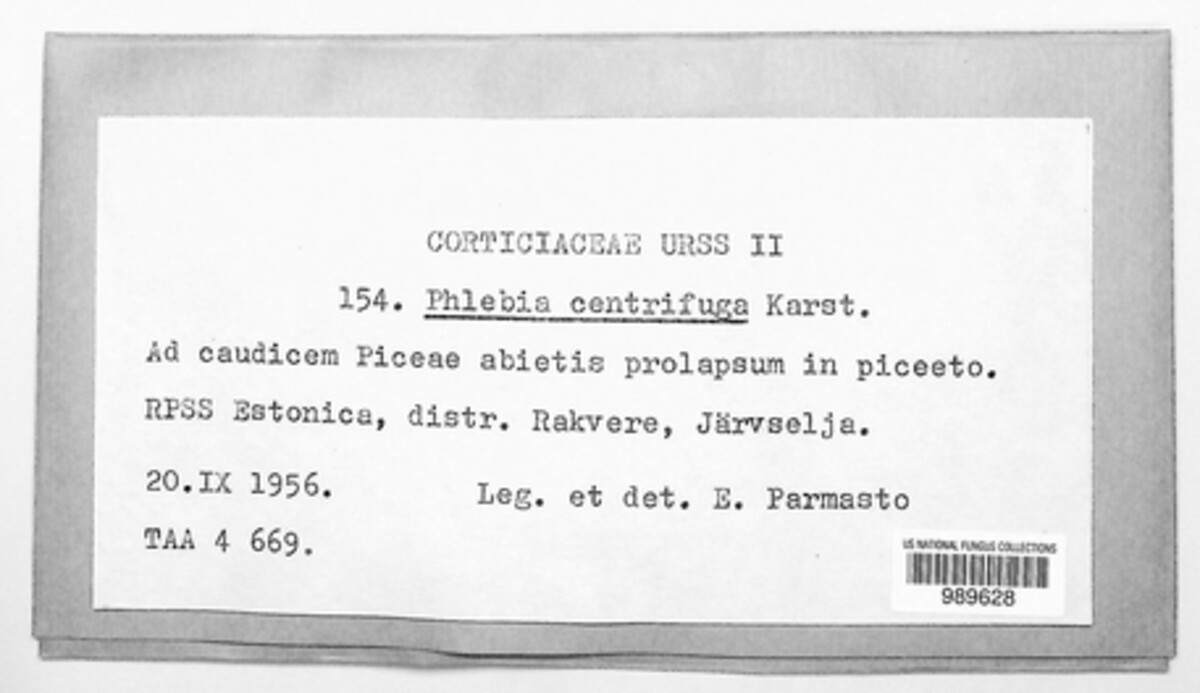 CORTICIACEAE URSS II
154. Phlebia centrifuga Karst.
Ad caudicem Piceae abietis prolapsum in piceeto.
RPSS Estonica, distr. Rakvere, Järvselja.
20.IX 1956. Leg. et det. E. Parmasto
TAA 4 669.
US NATIONAL FUNGUS COLLECTIONS
989628